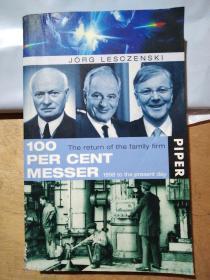 JÖRG LESCZENSKI
100
PER CENT
MESSER
The return of the family firm
1898 to the present day
PIPER